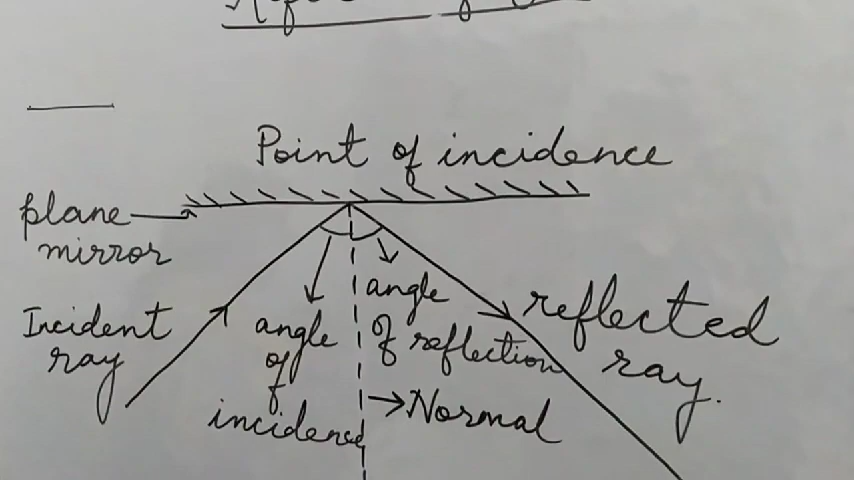 Point of incidence
plane
mirror
Incident
ray
angle
of
incidence
angle
of reflection
Normal
reflected
ray.